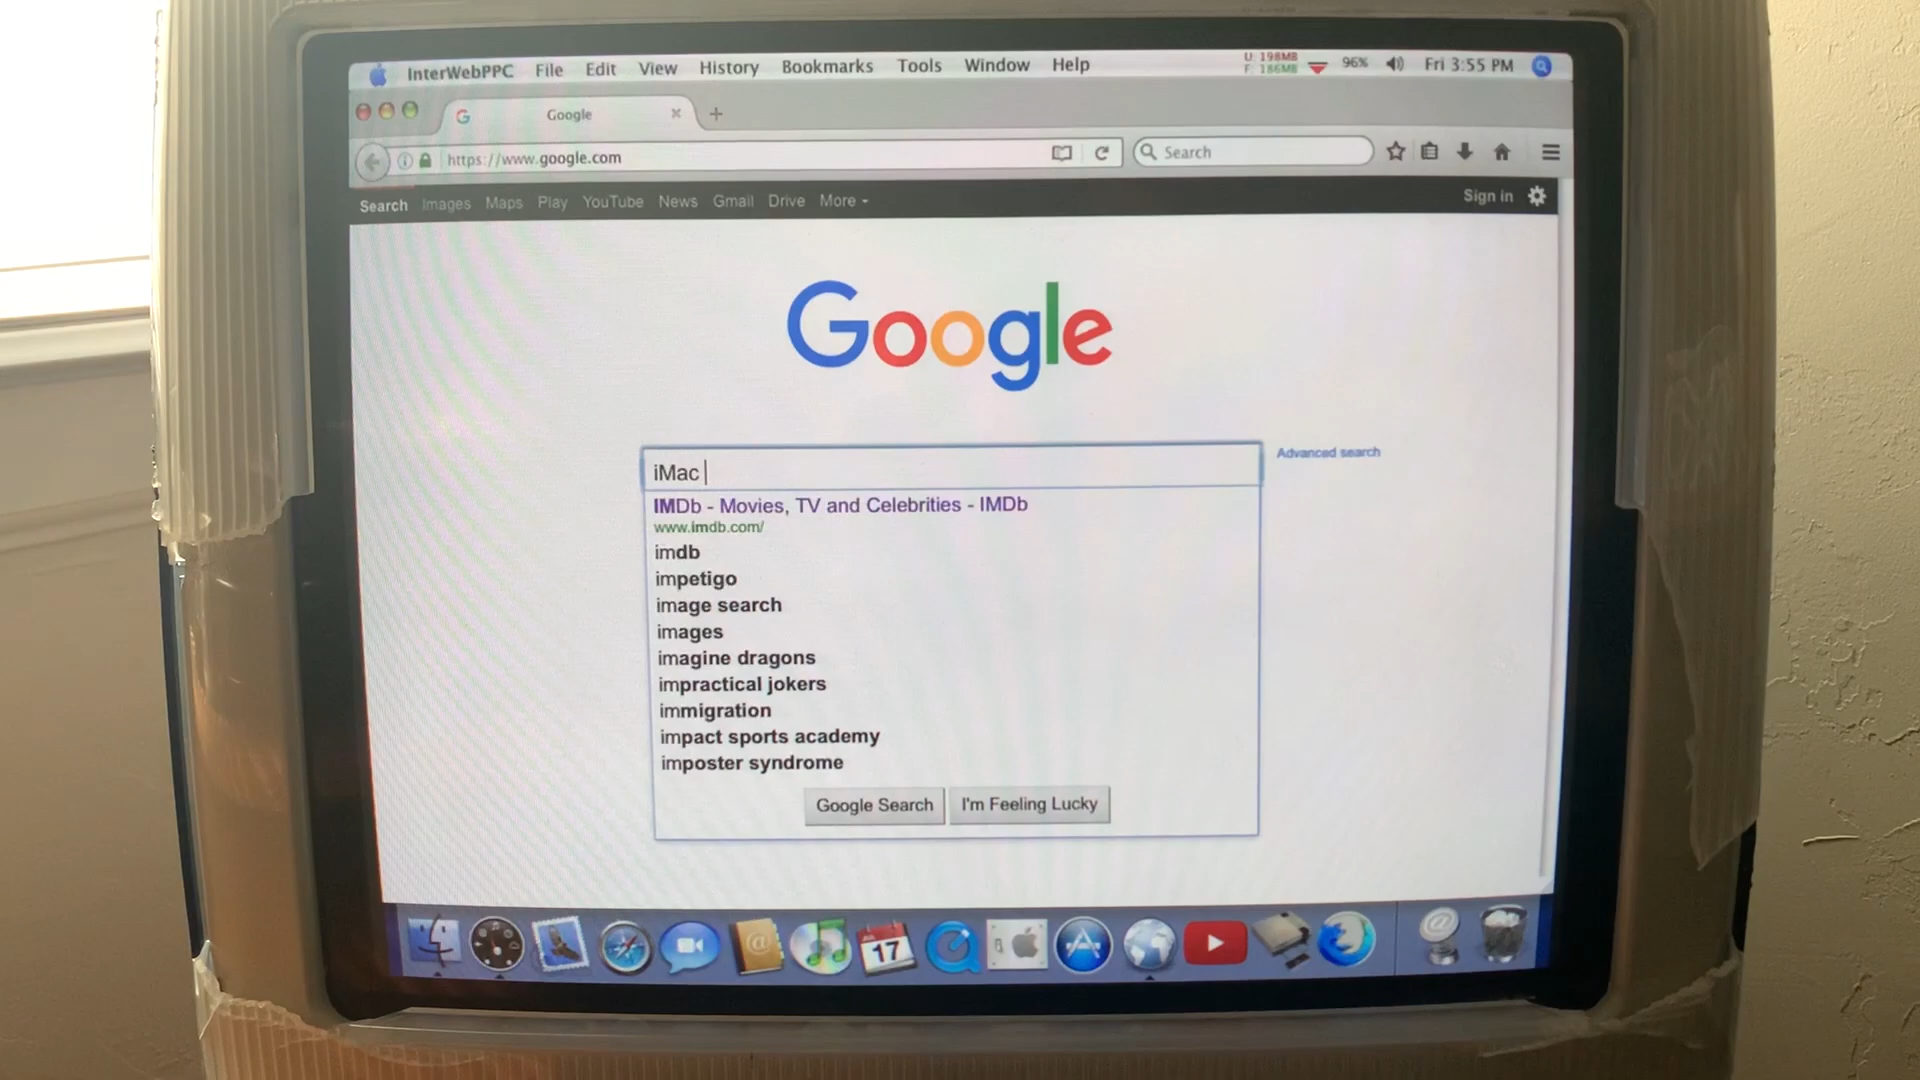 InterWebPPC File Edit View History Bookmarks Tools Window Help U: 198MB F: 186MB 96% Fri 3:55 PM
Google
https://www.google.com Search
Search Images Maps Play YouTube News Gmail Drive More Sign in
Google
iMac
Advanced search
IMDb - Movies, TV and Celebrities - IMDb
www.imdb.com/
imdb
impetigo
image search
images
imagine dragons
impractical jokers
immigration
impact sports academy
imposter syndrome
Google Search I'm Feeling Lucky
17